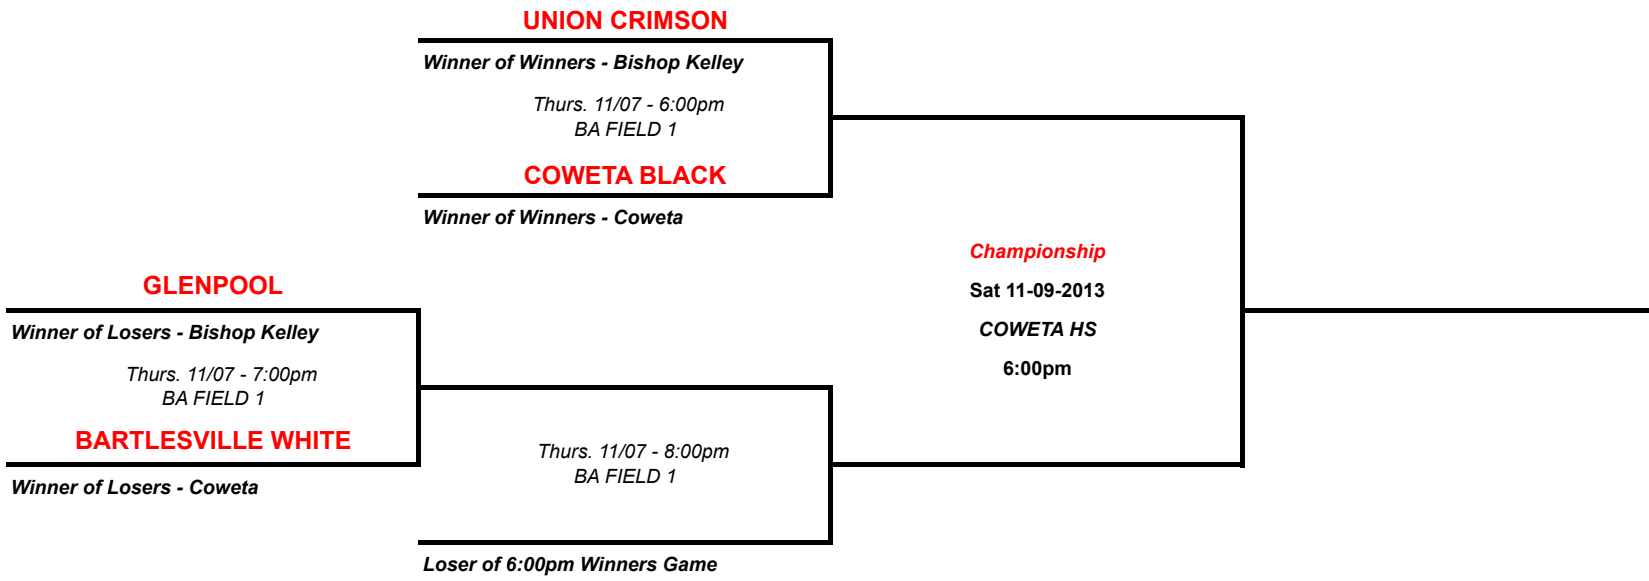 UNION CRIMSON
Winner of Winners - Bishop Kelley
Thurs. 11/07 - 6:00pm
BA FIELD 1
COWETA BLACK
Winner of Winners - Coweta
Championship
Sat 11-09-2013
COWETA HS
6:00pm
GLENPOOL
Winner of Losers - Bishop Kelley
Thurs. 11/07 - 7:00pm
BA FIELD 1
BARTLESVILLE WHITE
Winner of Losers - Coweta
Thurs. 11/07 - 8:00pm
BA FIELD 1
Loser of 6:00pm Winners Game